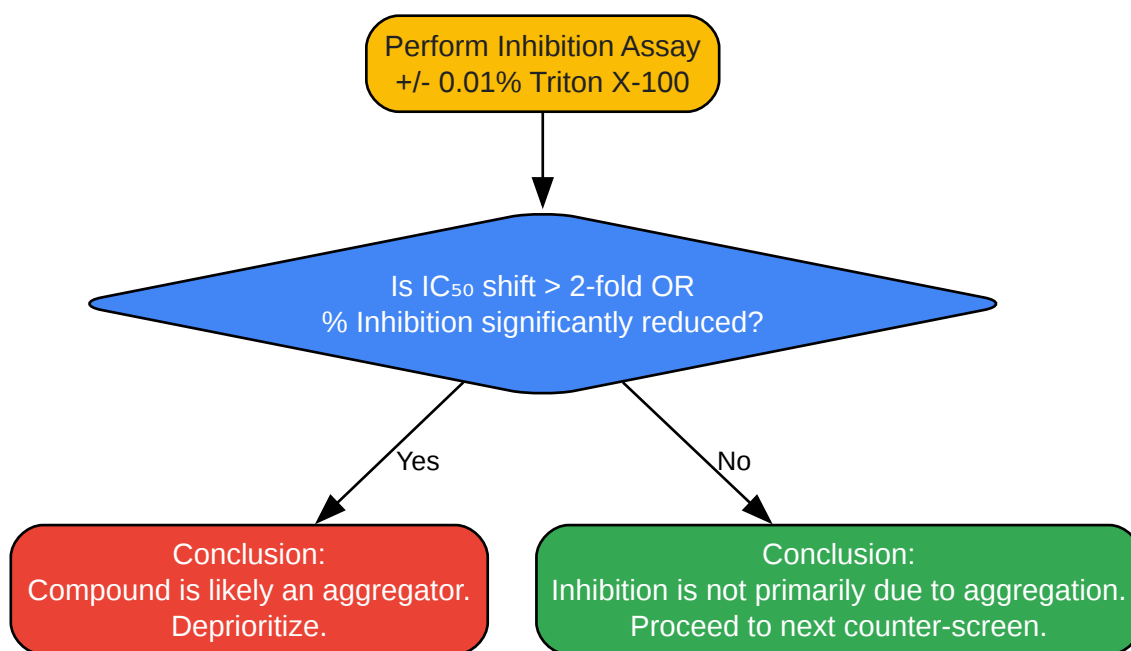 Perform Inhibition Assay
+/- 0.01% Triton X-100
Is IC₅₀ shift > 2-fold OR
% Inhibition significantly reduced?
Yes
No
Conclusion:
Compound is likely an aggregator.
Deprioritize.
Conclusion:
Inhibition is not primarily due to aggregation.
Proceed to next counter-screen.